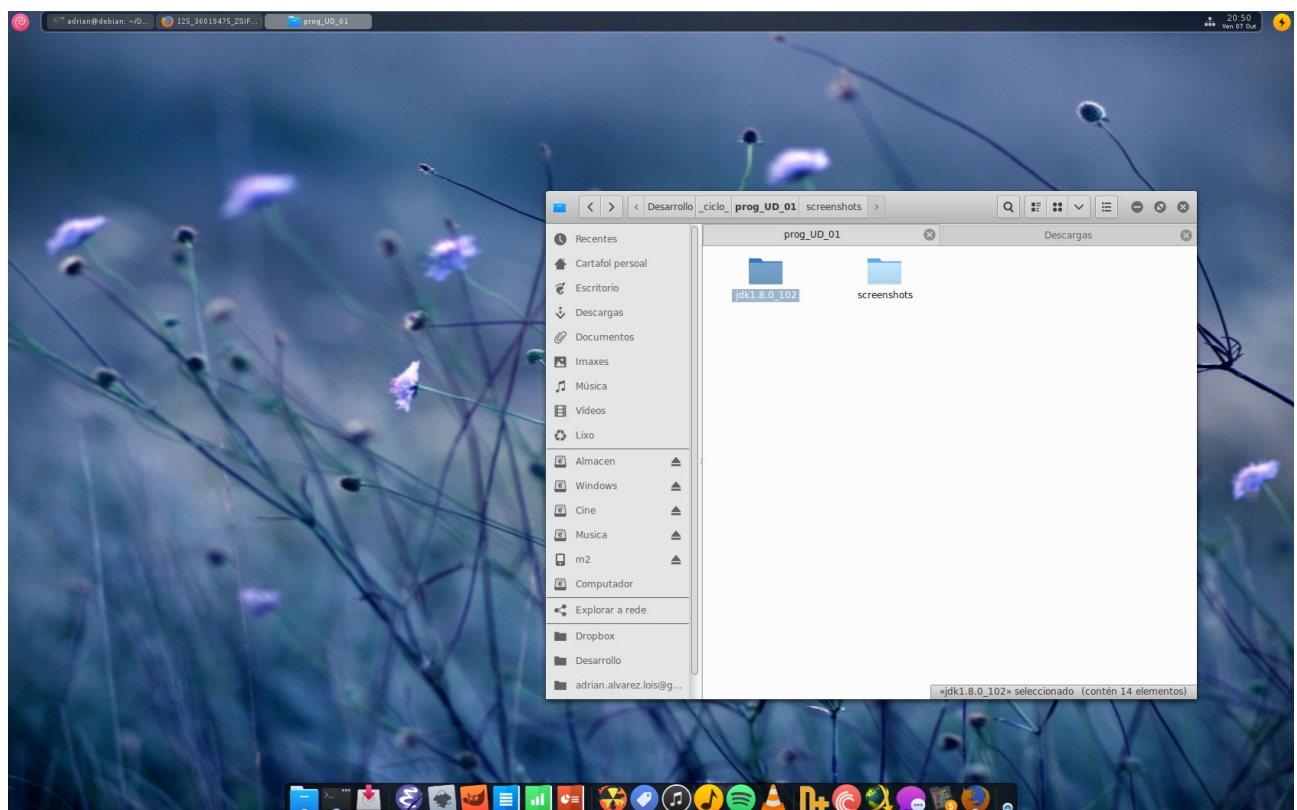 adrian@debian: ~/D... 125_36019475_ZSIF... prog_UD_01
20:50
Ven 07 Out
Desarrollo _ciclo_ prog_UD_01 screenshots
prog_UD_01 Descargas
Recentes
Cartafol persoal
Escritorio
Descargas
Documentos
Imaxes
Música
Vídeos
Lixo
Almacen
Windows
Cine
Musica
m2
Computador
Explorar a rede
Dropbox
Desarrollo
adrian.alvarez.lois@g...
jdk1.8.0_102 screenshots
«jdk1.8.0_102» seleccionado (contén 14 elementos)